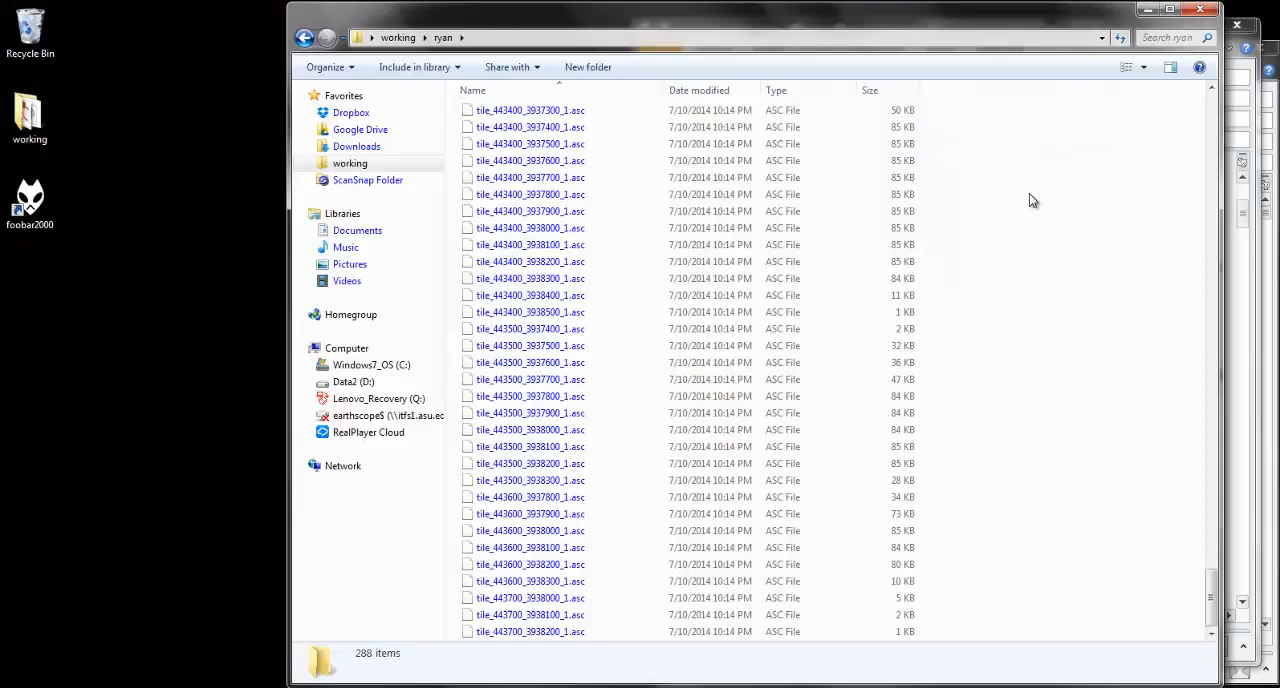 Recycle Bin
working
foobar2000
working ryan
Search ryan
Organize Include in library Share with New folder
Favorites
Dropbox
Google Drive
Downloads
working
ScanSnap Folder
Libraries
Documents
Music
Pictures
Videos
Homegroup
Computer
Windows7_OS (C:)
Data2 (D:)
Lenovo_Recovery (Q:)
earthscope$ (\\itfs1.asu.ec
RealPlayer Cloud
Network
Name Date modified Type Size
tile_443400_3937300_1.asc 7/10/2014 10:14 PM ASC File 50 KB
tile_443400_3937400_1.asc 7/10/2014 10:14 PM ASC File 85 KB
tile_443400_3937500_1.asc 7/10/2014 10:14 PM ASC File 85 KB
tile_443400_3937600_1.asc 7/10/2014 10:14 PM ASC File 85 KB
tile_443400_3937700_1.asc 7/10/2014 10:14 PM ASC File 85 KB
tile_443400_3937800_1.asc 7/10/2014 10:14 PM ASC File 85 KB
tile_443400_3937900_1.asc 7/10/2014 10:14 PM ASC File 85 KB
tile_443400_3938000_1.asc 7/10/2014 10:14 PM ASC File 85 KB
tile_443400_3938100_1.asc 7/10/2014 10:14 PM ASC File 85 KB
tile_443400_3938200_1.asc 7/10/2014 10:14 PM ASC File 85 KB
tile_443400_3938300_1.asc 7/10/2014 10:14 PM ASC File 84 KB
tile_443400_3938400_1.asc 7/10/2014 10:14 PM ASC File 11 KB
tile_443400_3938500_1.asc 7/10/2014 10:14 PM ASC File 1 KB
tile_443500_3937400_1.asc 7/10/2014 10:14 PM ASC File 2 KB
tile_443500_3937500_1.asc 7/10/2014 10:14 PM ASC File 32 KB
tile_443500_3937600_1.asc 7/10/2014 10:14 PM ASC File 36 KB
tile_443500_3937700_1.asc 7/10/2014 10:14 PM ASC File 47 KB
tile_443500_3937800_1.asc 7/10/2014 10:14 PM ASC File 84 KB
tile_443500_3937900_1.asc 7/10/2014 10:14 PM ASC File 84 KB
tile_443500_3938000_1.asc 7/10/2014 10:14 PM ASC File 84 KB
tile_443500_3938100_1.asc 7/10/2014 10:14 PM ASC File 85 KB
tile_443500_3938200_1.asc 7/10/2014 10:14 PM ASC File 84 KB
tile_443500_3938300_1.asc 7/10/2014 10:14 PM ASC File 28 KB
tile_443600_3937800_1.asc 7/10/2014 10:14 PM ASC File 34 KB
tile_443600_3937900_1.asc 7/10/2014 10:14 PM ASC File 73 KB
tile_443600_3938000_1.asc 7/10/2014 10:14 PM ASC File 85 KB
tile_443600_3938100_1.asc 7/10/2014 10:14 PM ASC File 84 KB
tile_443600_3938200_1.asc 7/10/2014 10:14 PM ASC File 80 KB
tile_443600_3938300_1.asc 7/10/2014 10:14 PM ASC File 10 KB
tile_443700_3938000_1.asc 7/10/2014 10:14 PM ASC File 5 KB
tile_443700_3938100_1.asc 7/10/2014 10:14 PM ASC File 2 KB
tile_443700_3938200_1.asc 7/10/2014 10:14 PM ASC File 1 KB
288 items